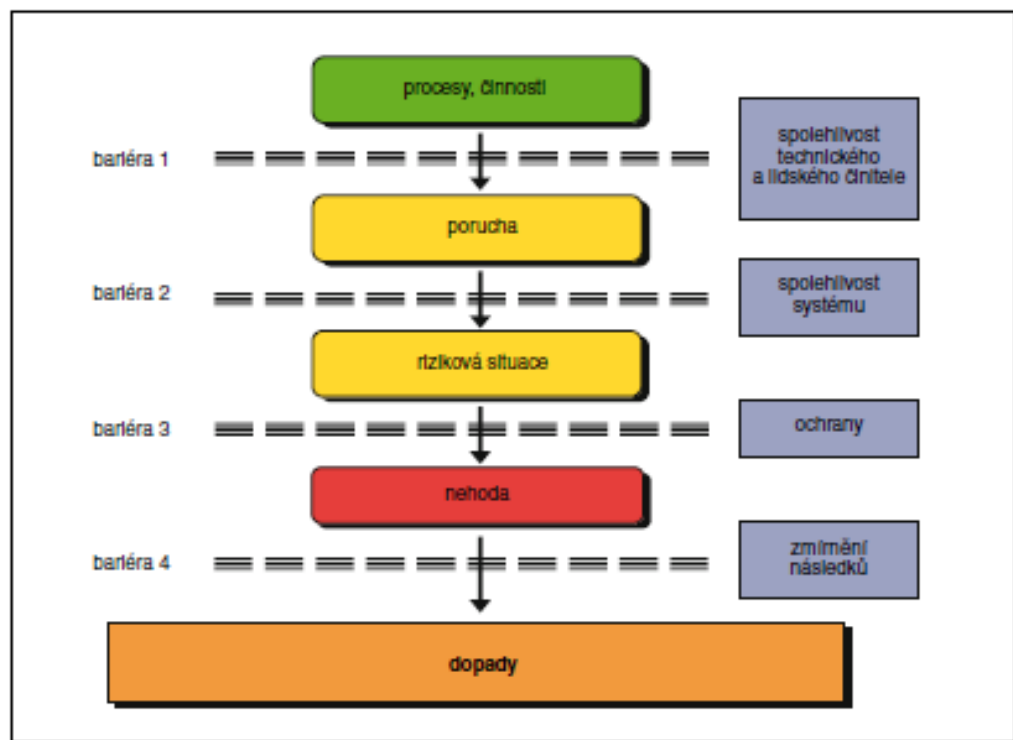 procesy, činnosti
bariéra 1
spolehlivost
technického
a lidského činitele
porucha
bariéra 2
spolehlivost
systému
riziková situace
bariéra 3
ochrany
nehoda
bariéra 4
zmírnění
následků
dopady